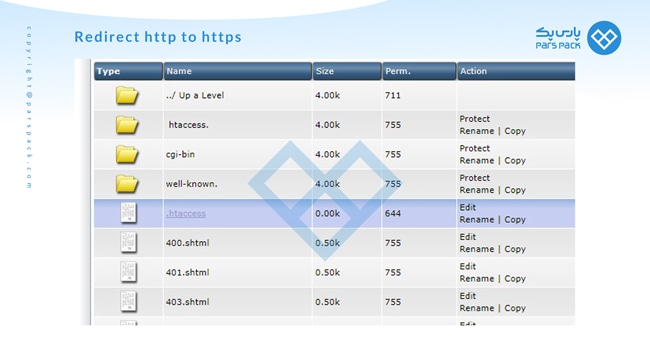 copyright@parspack.com
Redirect http to https
پارس پک
PARS PACK
Type Name Size Perm. Action
../ Up a Level 4.00k 711
htaccess. 4.00k 755 Protect
Rename | Copy
cgi-bin 4.00k 755 Protect
Rename | Copy
well-known. 4.00k 755 Protect
Rename | Copy
.htaccess 0.00k 644 Edit
Rename | Copy
400.shtml 0.50k 755 Edit
Rename | Copy
401.shtml 0.50k 755 Edit
Rename | Copy
403.shtml 0.50k 755 Edit
Rename | Copy